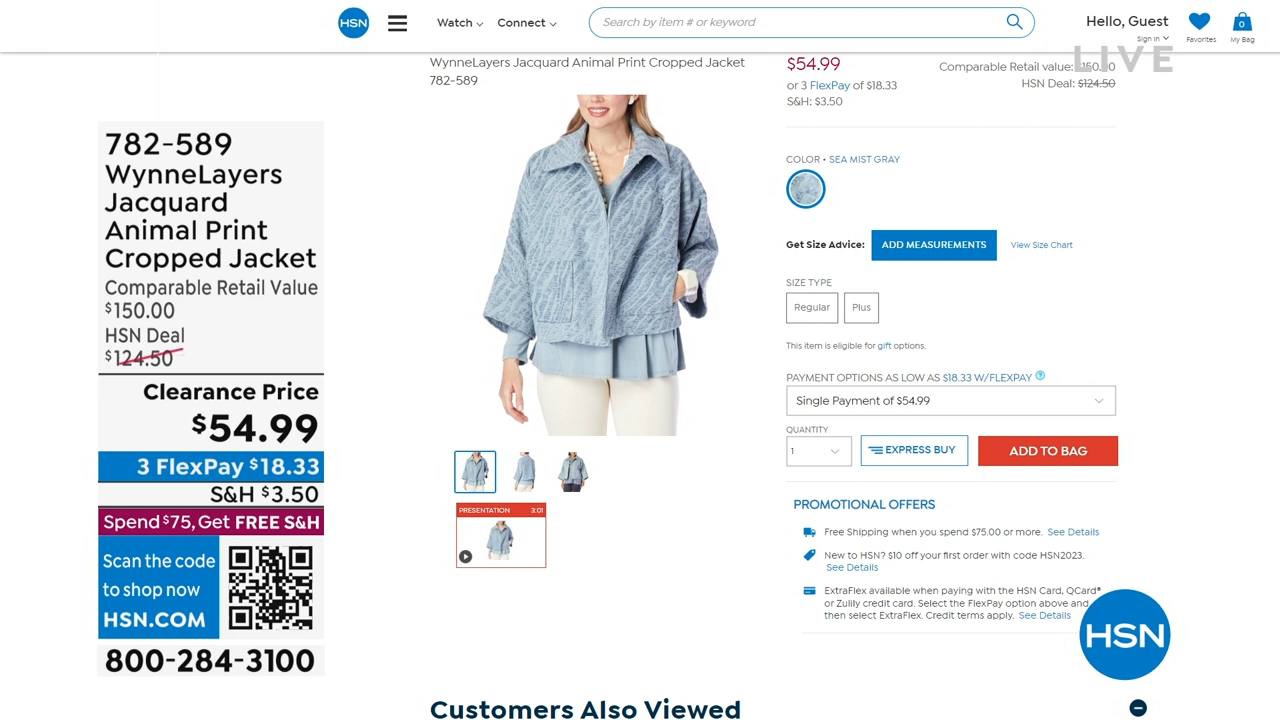 HSN
Watch
Connect
Search by item # or keyword
Hello, Guest
Sign In
Favorites
0
My Bag
LIVE
782-589
WynneLayers
Jacquard
Animal Print
Cropped Jacket
Comparable Retail Value
$150.00
HSN Deal
$124.50
Clearance Price
$54.99
3 FlexPay $18.33
S&H $3.50
Spend $75, Get FREE S&H
Scan the code
to shop now
HSN.COM
800-284-3100
WynneLayers Jacquard Animal Print Cropped Jacket
782-589
PRESENTATION 3:01
$54.99
or 3 FlexPay of $18.33
S&H: $3.50
Comparable Retail value: $150.00
HSN Deal: $124.50
COLOR • SEA MIST GRAY
Get Size Advice: ADD MEASUREMENTS View Size Chart
SIZE TYPE
Regular Plus
This item is eligible for gift options.
PAYMENT OPTIONS AS LOW AS $18.33 W/FLEXPAY ?
Single Payment of $54.99
QUANTITY
1 EXPRESS BUY ADD TO BAG
PROMOTIONAL OFFERS
Free Shipping when you spend $75.00 or more. See Details
New to HSN? $10 off your first order with code HSN2023.
See Details
ExtraFlex available when paying with the HSN Card, QCard®
or Zulily credit card. Select the FlexPay option above and
then select ExtraFlex. Credit terms apply. See Details
HSN
Customers Also Viewed